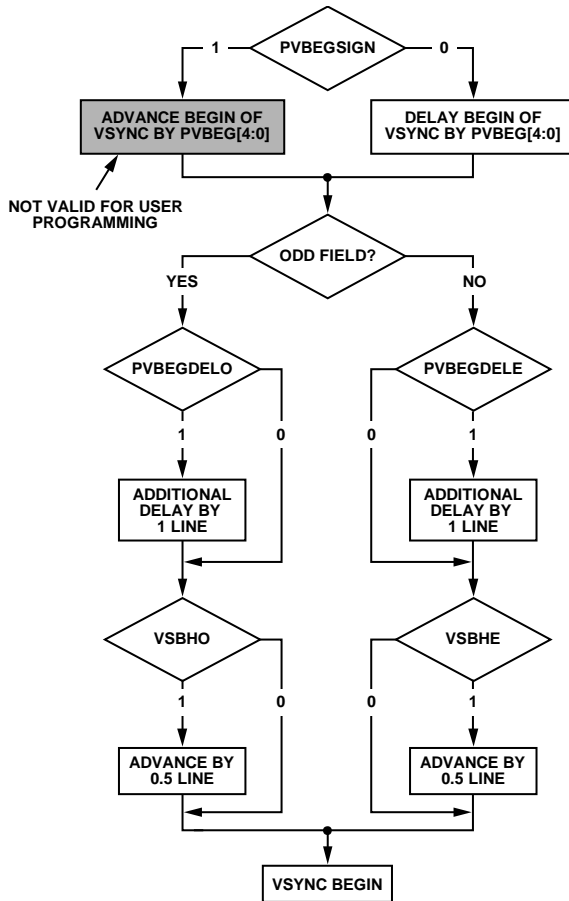 1
PVBEGSIGN
0
ADVANCE BEGIN OF
VSYNC BY PVBEG[4:0]
DELAY BEGIN OF
VSYNC BY PVBEG[4:0]
NOT VALID FOR USER
PROGRAMMING
ODD FIELD?
YES
NO
PVBEGDELO
PVBEGDELE
1
0
0
1
ADDITIONAL
DELAY BY
1 LINE
ADDITIONAL
DELAY BY
1 LINE
VSBHO
VSBHE
1
0
0
1
ADVANCE BY
0.5 LINE
ADVANCE BY
0.5 LINE
VSYNC BEGIN